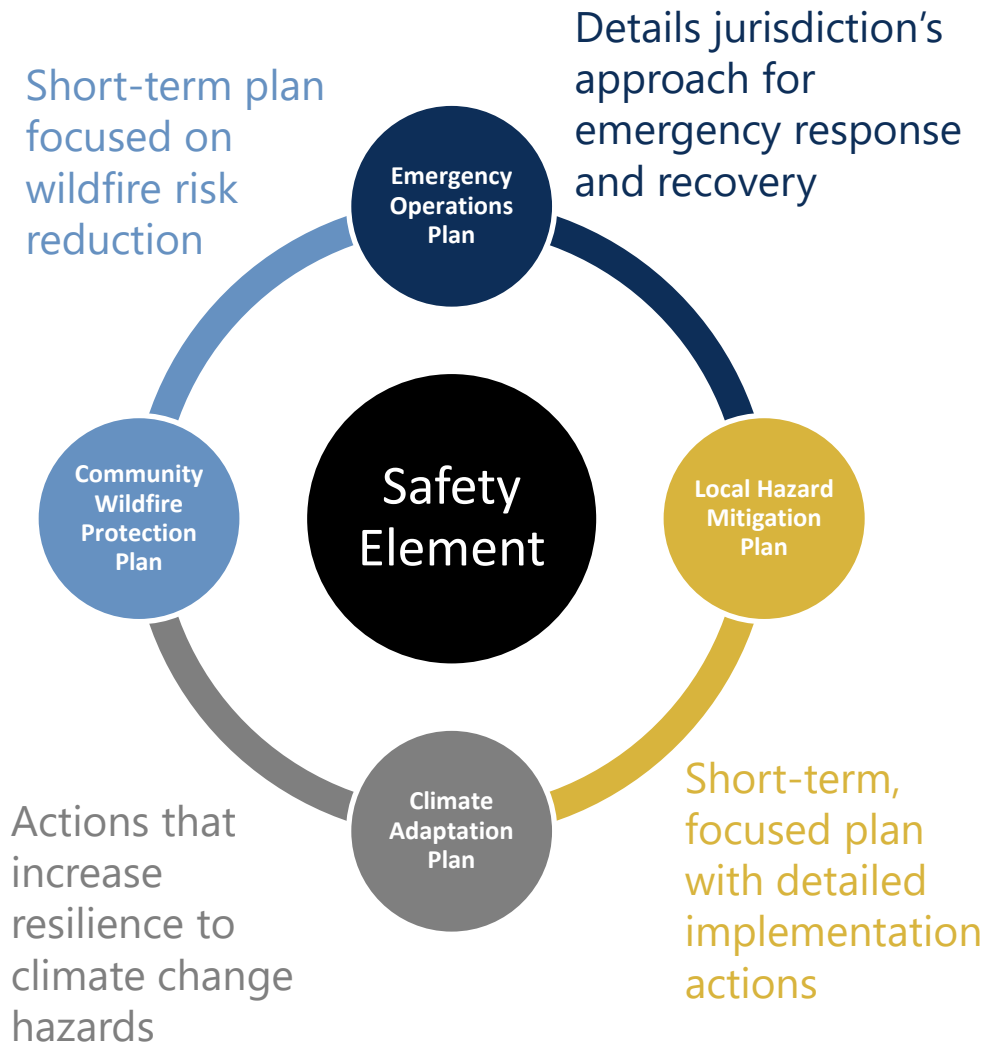 Details jurisdiction's
approach for
emergency response
and recovery
Short-term plan
focused on
wildfire risk
reduction
Emergency
Operations
Plan
Community
Wildfire
Protection
Plan
Safety
Element
Local Hazard
Mitigation
Plan
Climate
Adaptation
Plan
Short-term,
focused plan
with detailed
implementation
actions
Actions that
increase
resilience to
climate change
hazards